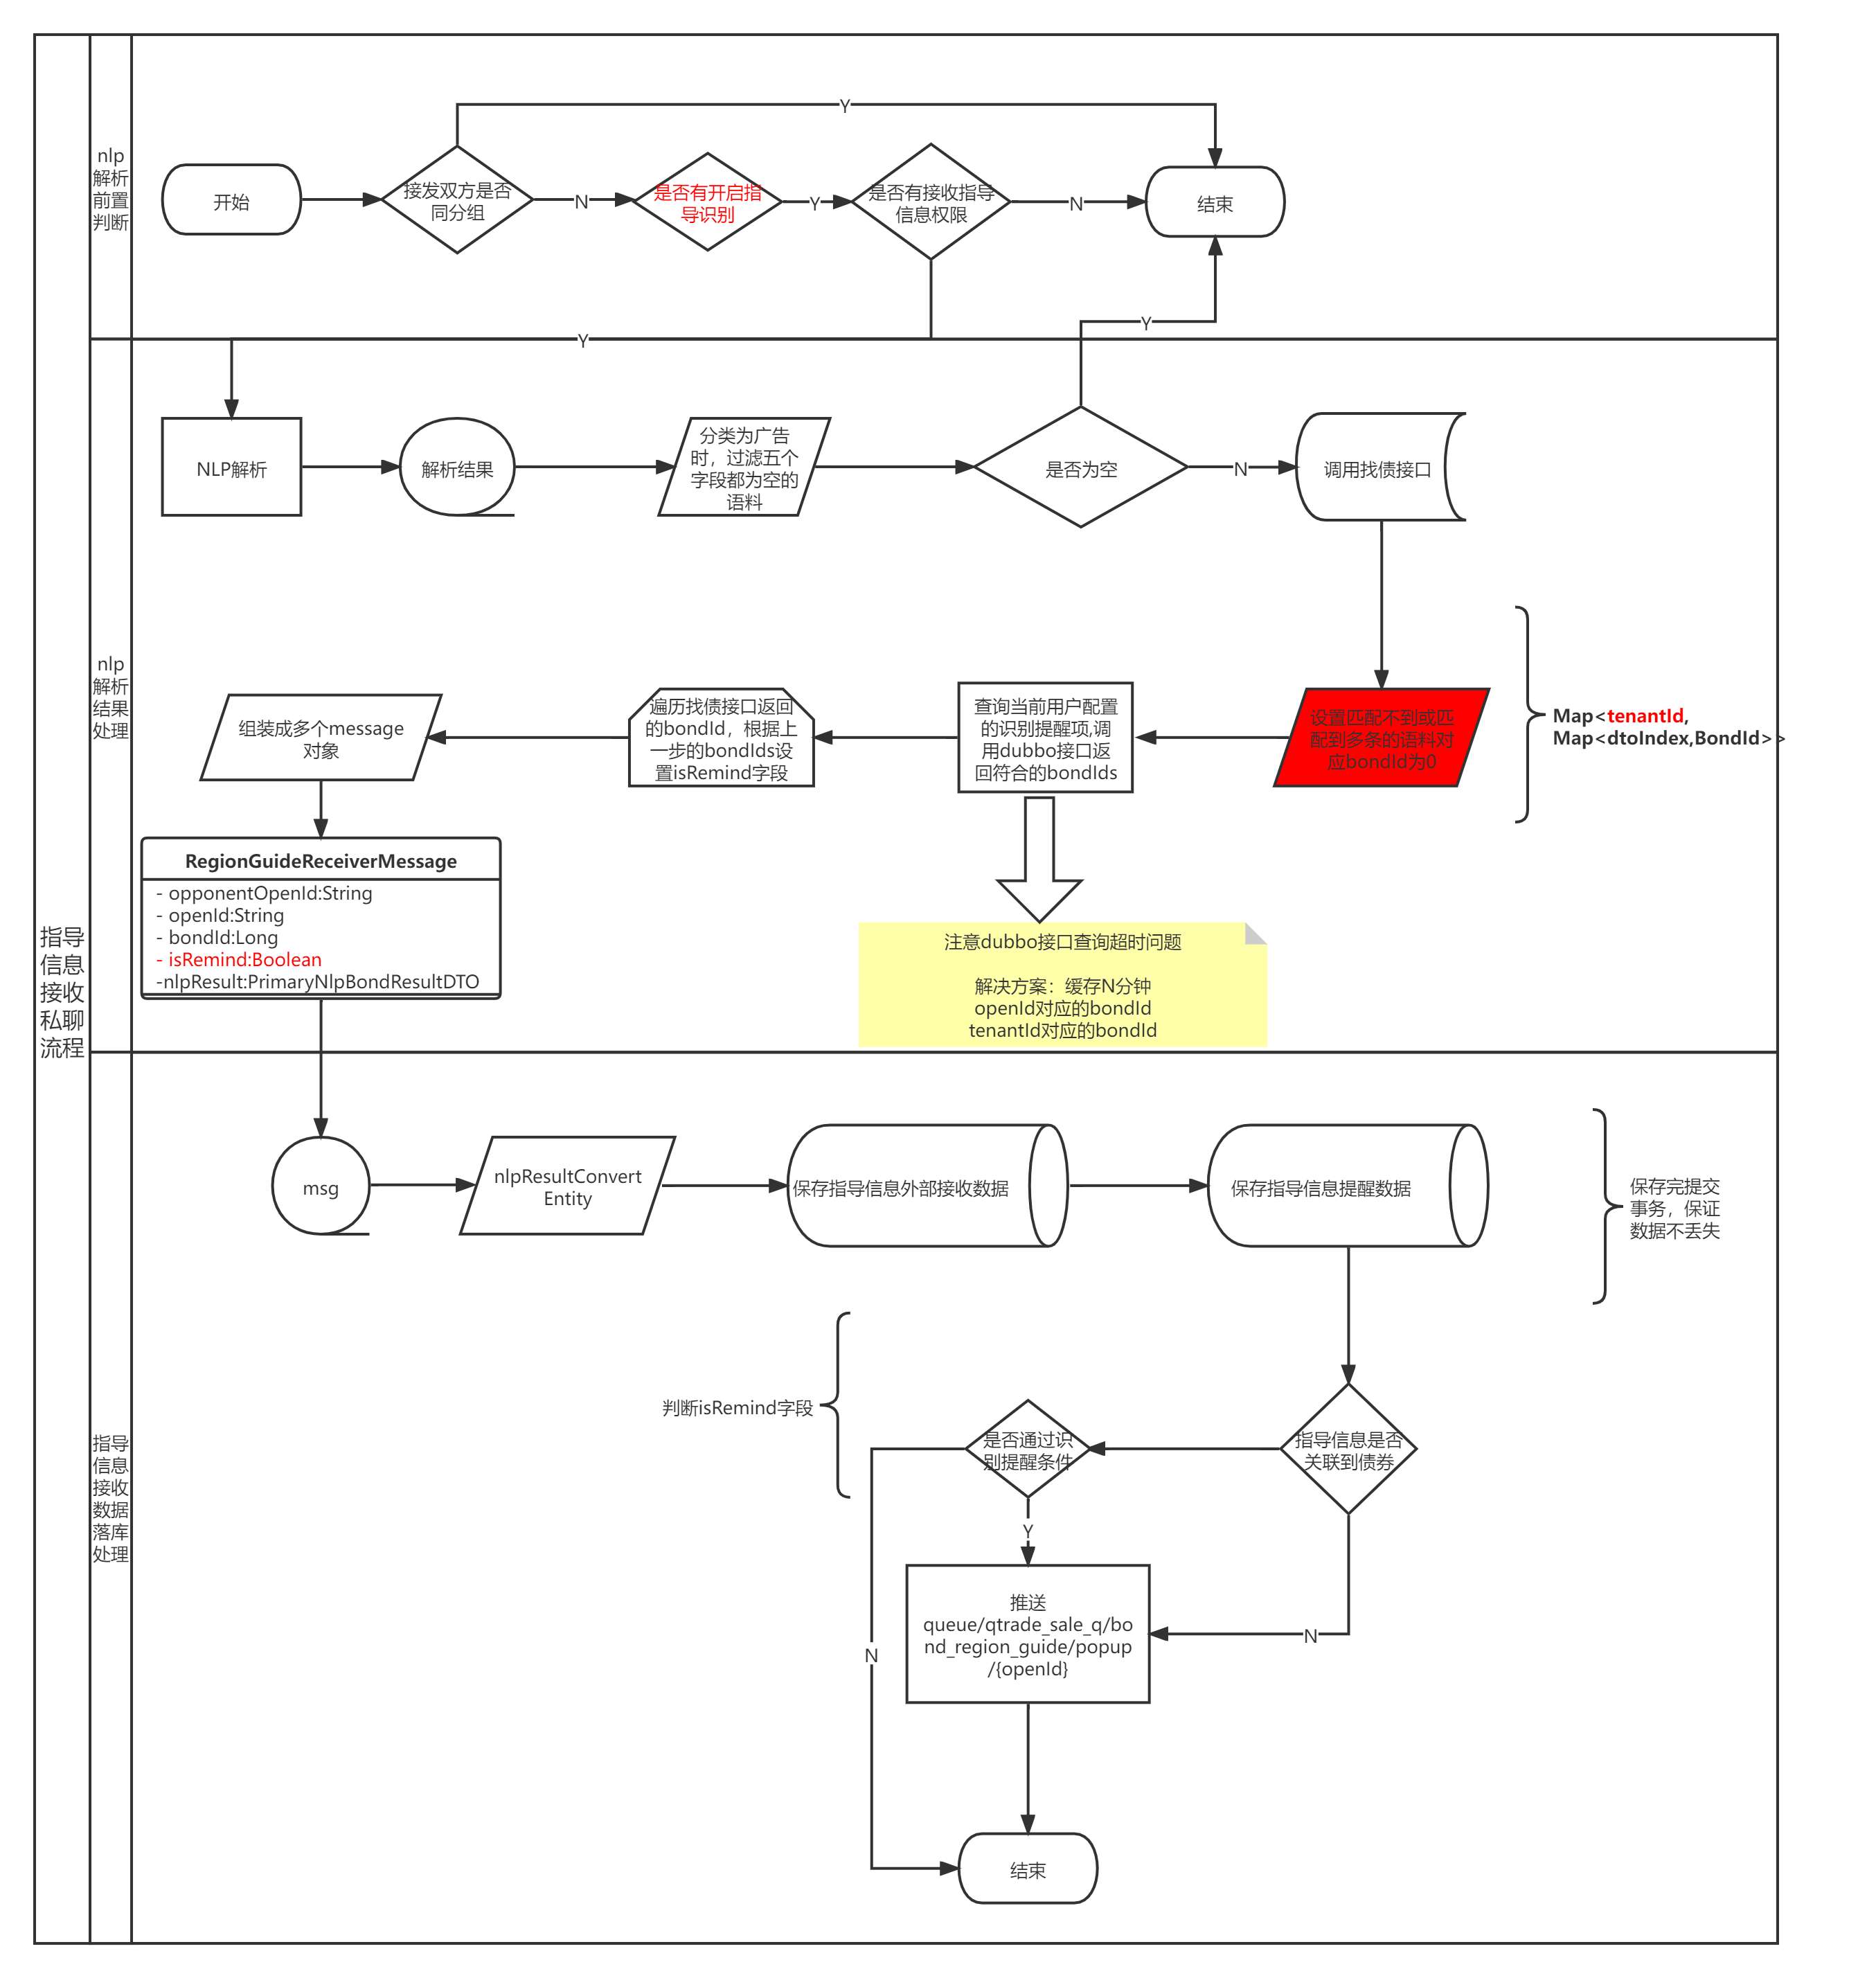 指导
信息
接收
私聊
流程
nlp
解析
前置
判断
Y
开始
接发双方是否
同分组
N
是否有开启指
导识别
Y
是否有接收指导
信息权限
N
结束
Y
Y
nlp
解析
结果
处理
NLP解析
解析结果
分类为广告
时，过滤五个
字段都为空的
语料
是否为空
N
调用找债接口
组装成多个message
对象
遍历找债接口返回
的bondId，根据上
一步的bondIds设
置isRemind字段
查询当前用户配置
的识别提醒项,调
用dubbo接口返
回符合的bondIds
设置匹配不到或匹
配到多条的语料对
应bondId为0
Map<tenantId,
Map<dtoIndex,BondId>>
RegionGuideReceiverMessage
- opponentOpenId:String
- openId:String
- bondId:Long
- isRemind:Boolean
-nlpResult:PrimaryNlpBondResultDTO
注意dubbo接口查询超时问题
解决方案：缓存N分钟
openId对应的bondId
tenantId对应的bondId
指导
信息
接收
数据
落库
处理
msg
nlpResultConvert
Entity
保存指导信息外部接收数据
保存指导信息提醒数据
保存完提交
事务，保证
数据不丢失
判断isRemind字段
是否通过识
别提醒条件
指导信息是否
关联到债券
Y
N
N
推送
queue/qtrade_sale_q/bo
nd_region_guide/popup
/{openId}
结束